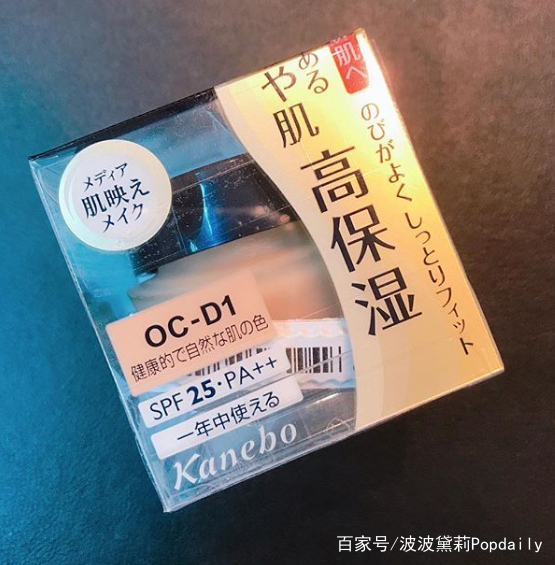 肌へ
ある
や肌
高保湿
のびがよく しっとりフィット
メディア
肌映え
メイク
OC-D1
健康的で自然な肌の色
SPF 25・PA++
一年中使える
Kanebo
百家号/波波黛莉Popdaily